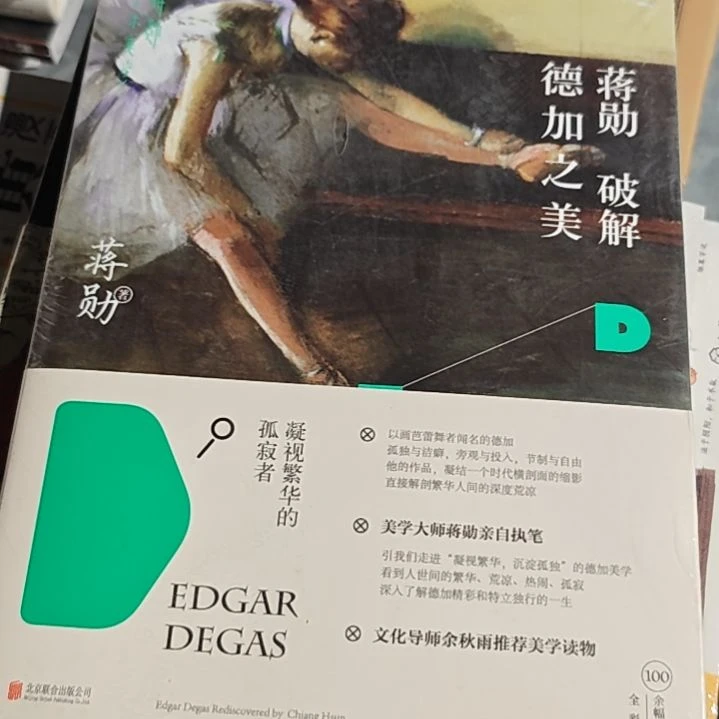 蒋勋 破解
德加之美
蒋勋 著
D
D
凝视繁华的
孤寂者
EDGAR
DEGAS
以画芭蕾舞者闻名的德加
孤独与洁癖，旁观与投入，节制与自由
他的作品，凝结一个时代横剖面的缩影
直接解剖繁华人间的深度荒凉
美学大师蒋勋亲自执笔
引我们走进“凝视繁华，沉淀孤独”的德加美学
看到人世间的繁华、荒凉、热闹、孤寂
深入了解德加精彩和特立独行的一生
文化导师余秋雨推荐美学读物
北京联合出版公司
Edgar Degas Rediscovered by Chiang Hsun
100
余幅
全彩